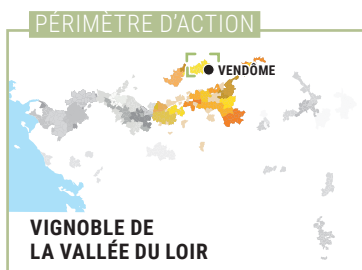 PÉRIMÈTRE D'ACTION
VENDÔME
VIGNOBLE DE
LA VALLÉE DU LOIR